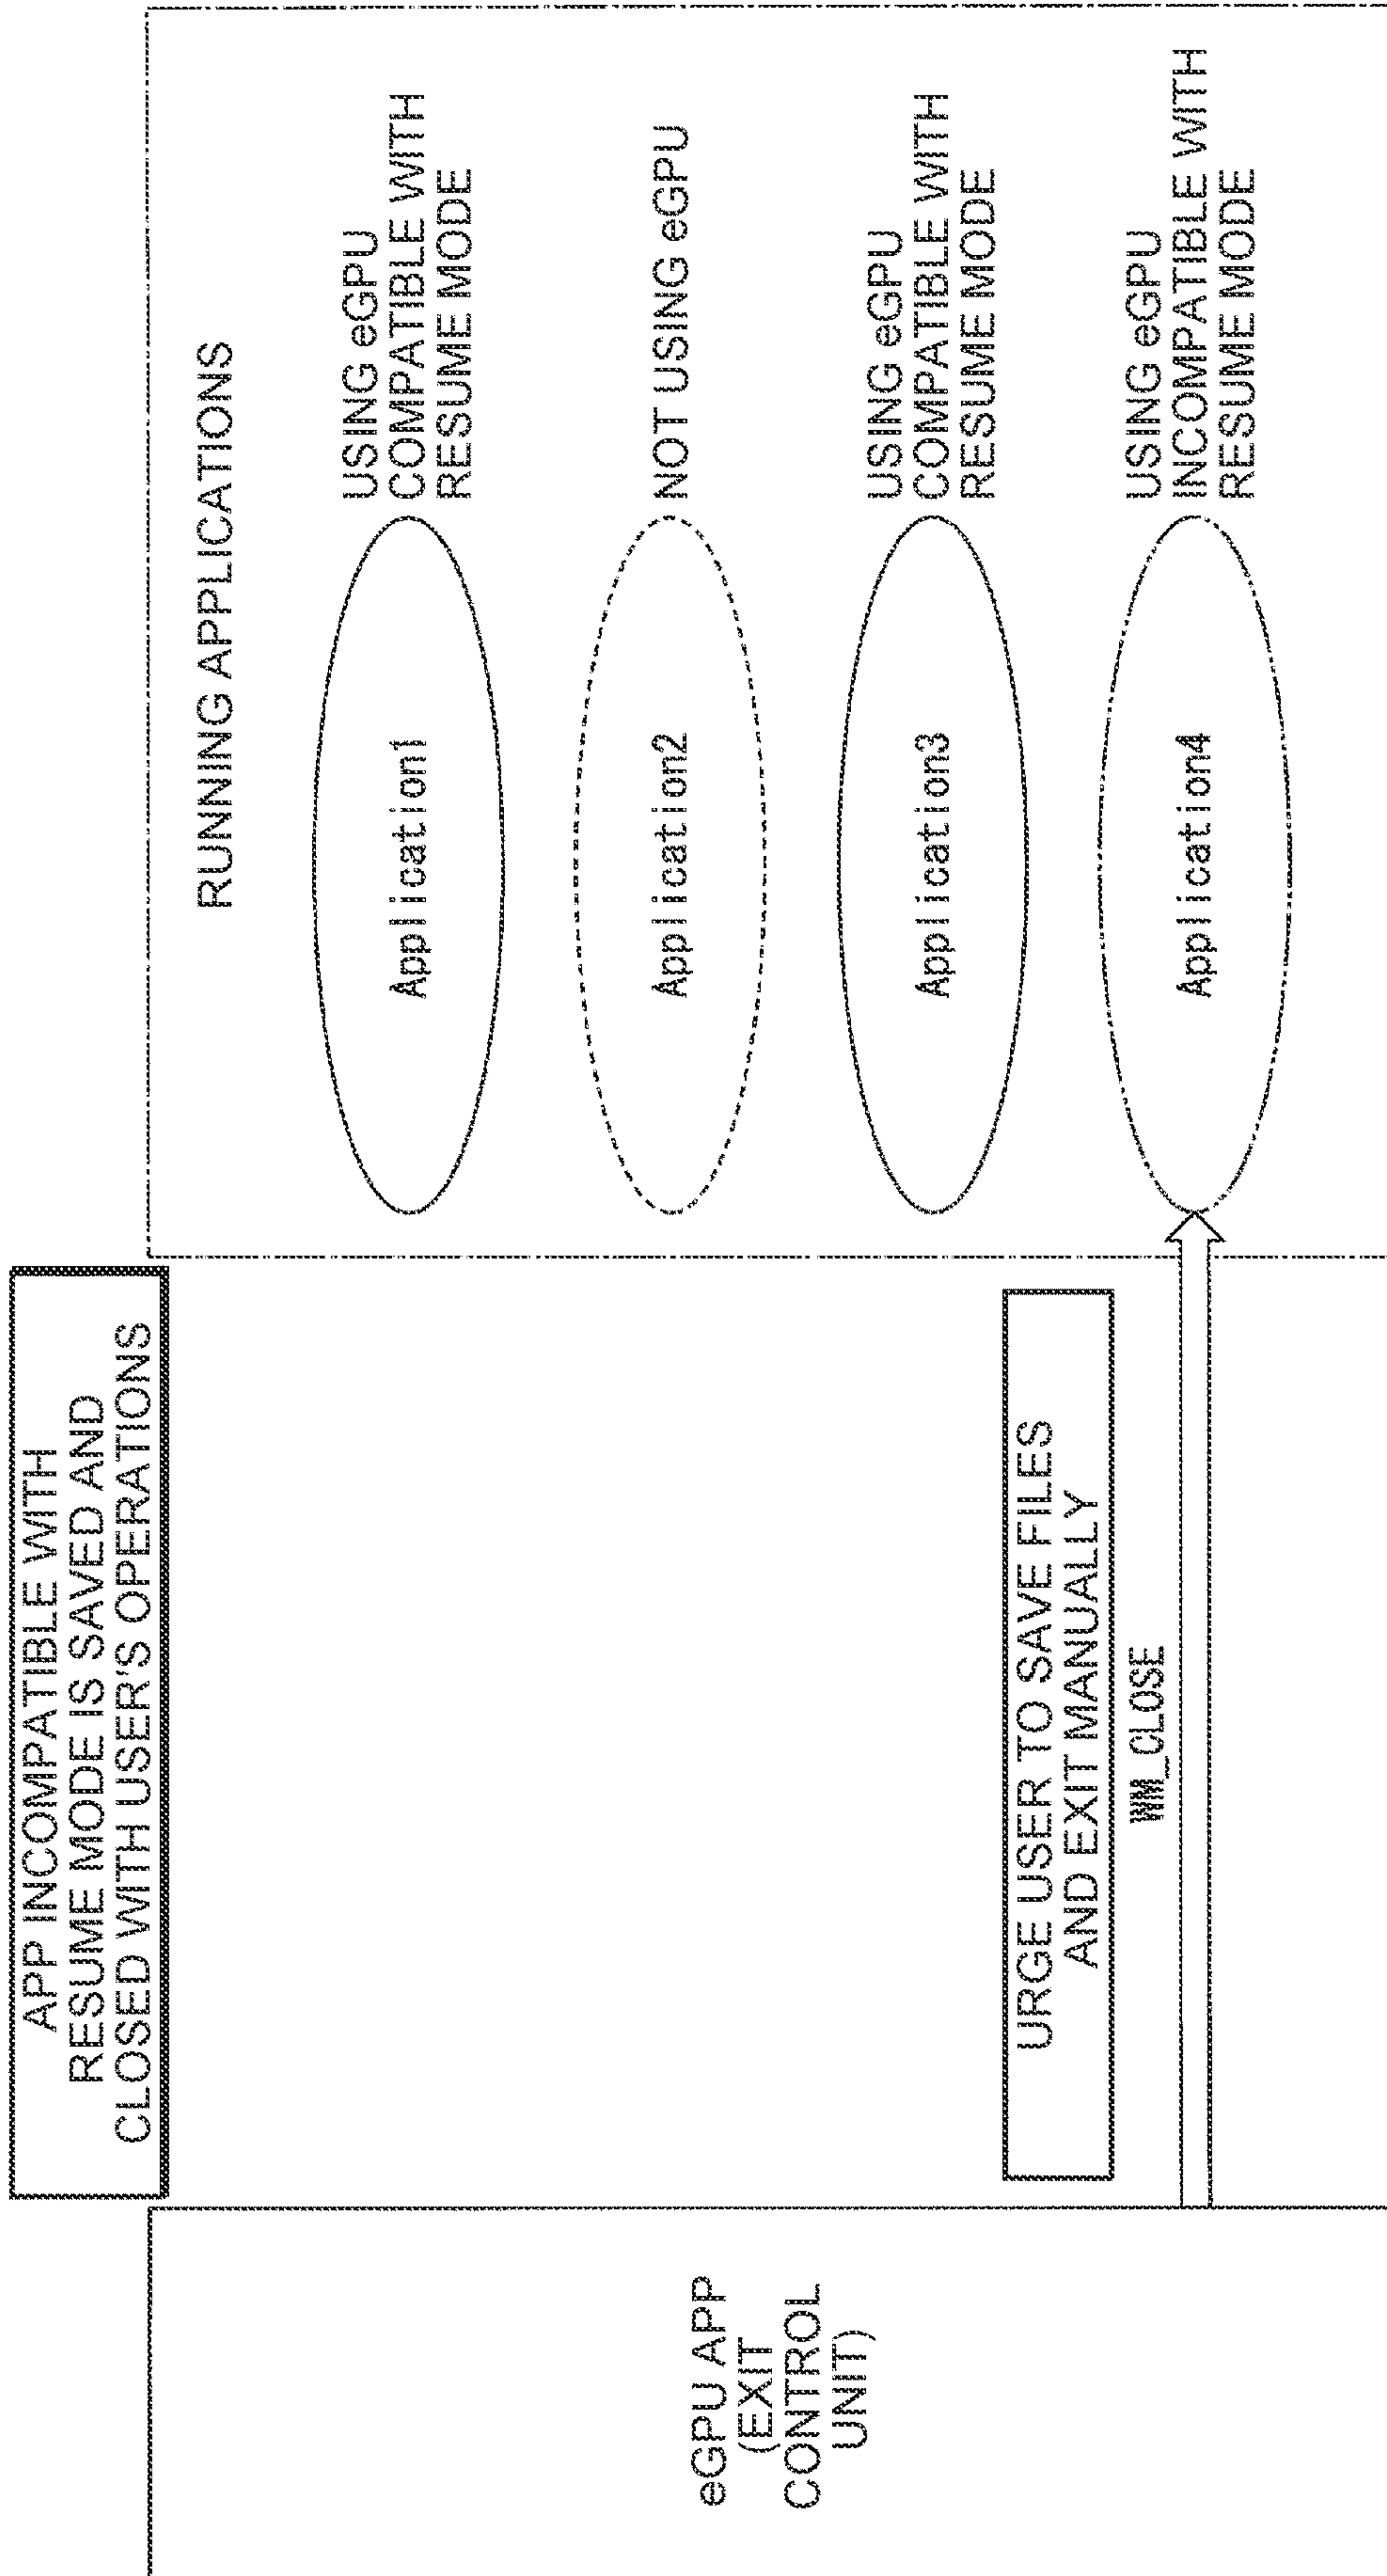 APP INCOMPATIBLE WITH
RESUME MODE IS SAVED AND
CLOSED WITH USER'S OPERATIONS
eGPU APP
(EXIT
CONTROL
UNIT)
URGE USER TO SAVE FILES
AND EXIT MANUALLY
WM_CLOSE
RUNNING APPLICATIONS
Application1
USING eGPU
COMPATIBLE WITH
RESUME MODE
Application2
NOT USING eGPU
Application3
USING eGPU
COMPATIBLE WITH
RESUME MODE
Application4
USING eGPU
INCOMPATIBLE WITH
RESUME MODE